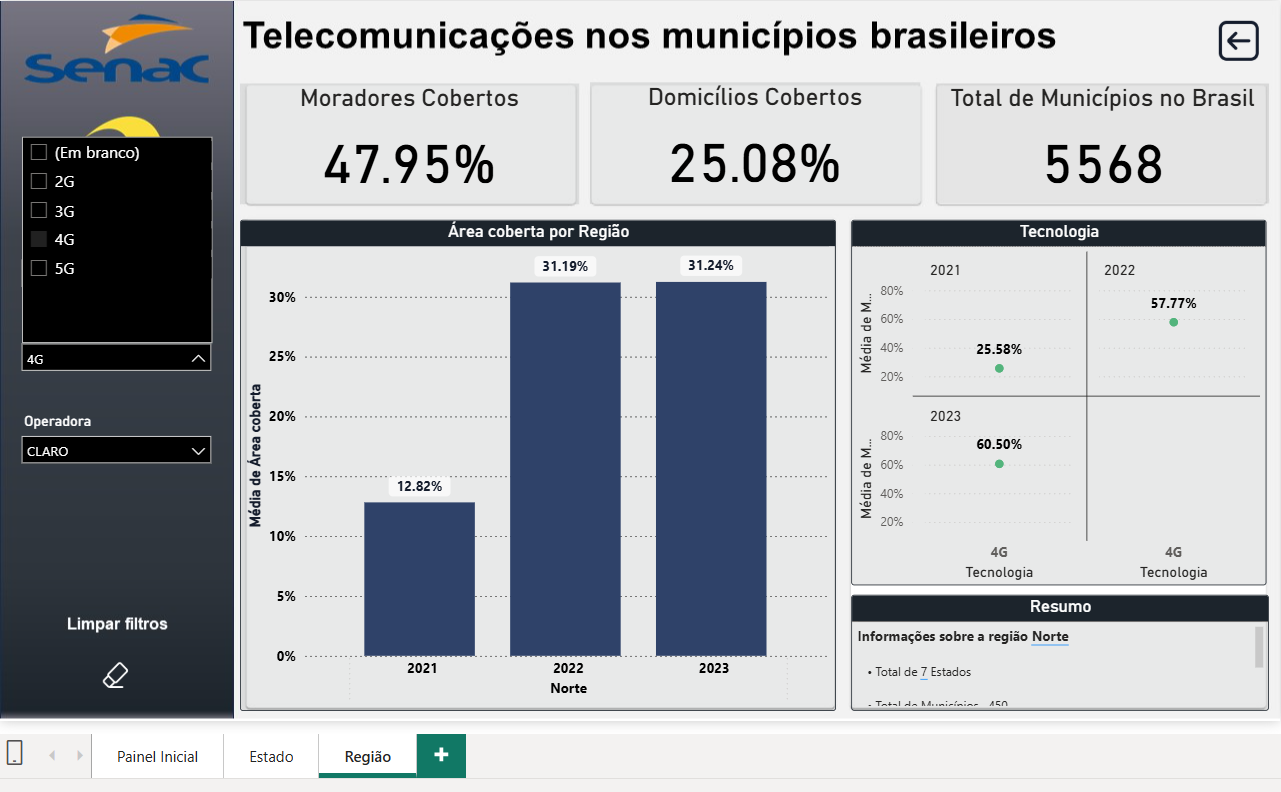 Senac
Telecomunicações nos municípios brasileiros
Moradores Cobertos
47.95%
Domicílios Cobertos
25.08%
Total de Municípios no Brasil
5568
(Em branco)
2G
3G
4G
5G
4G
Operadora
CLARO
Limpar filtros
Área coberta por Região
Média de Área coberta
30%
25%
20%
15%
10%
5%
0%
12.82%
31.19%
31.24%
2021
2022
2023
Norte
Tecnologia
2021
2022
Média de M...
80%
60%
40%
20%
25.58%
57.77%
2023
Média de M...
80%
60%
40%
20%
60.50%
4G
4G
Tecnologia
Tecnologia
Resumo
Informações sobre a região Norte
• Total de 7 Estados
• Total de Municípios 450
Painel Inicial
Estado
Região
+